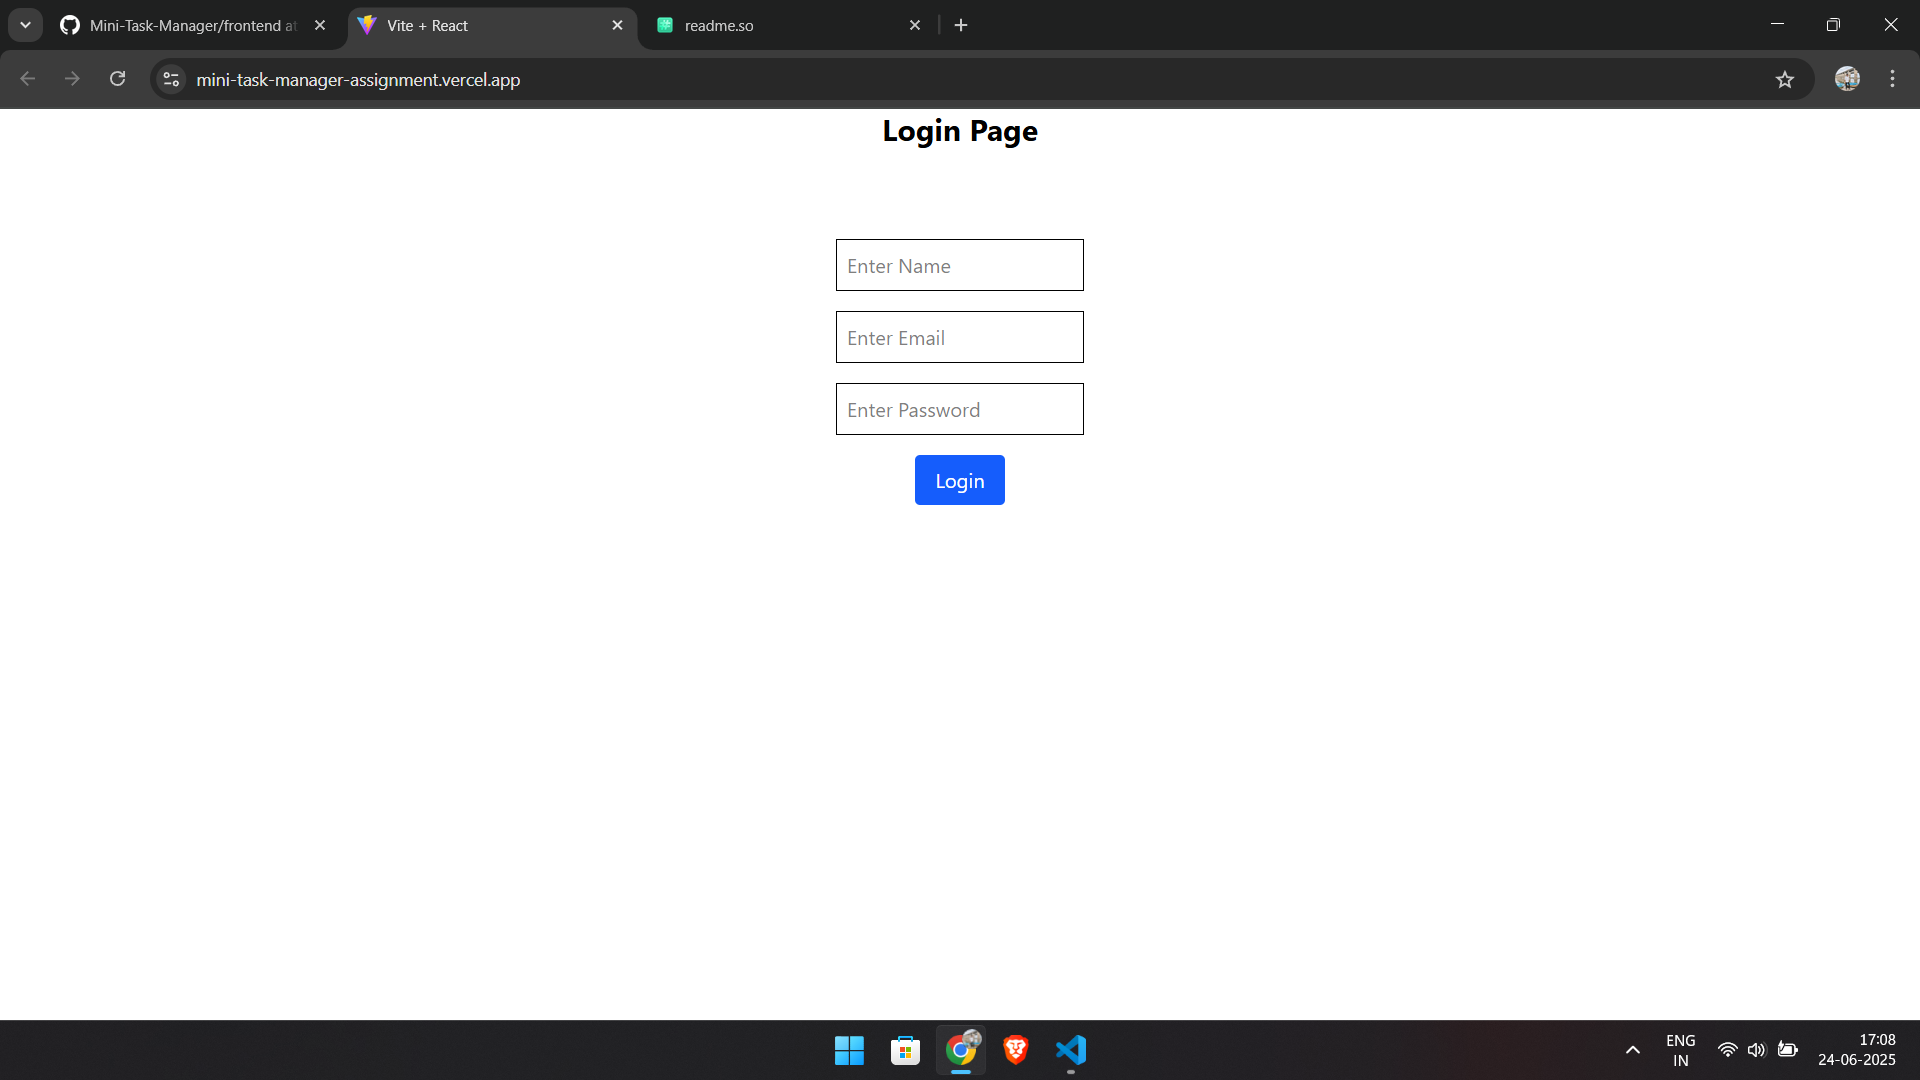 Mini-Task-Manager/frontend at
Vite + React
readme.so
mini-task-manager-assignment.vercel.app
Login Page
Enter Name
Enter Email
Enter Password
Login
ENG
IN
17:08
24-06-2025